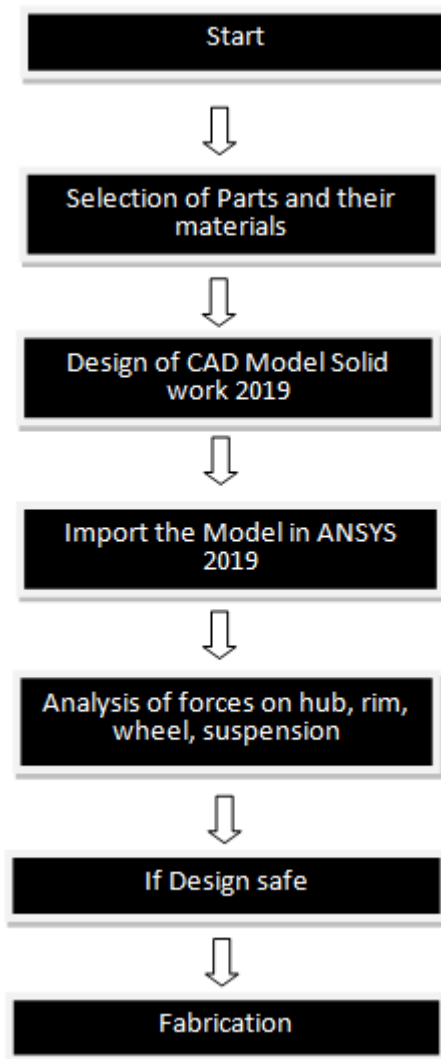 Start
Selection of Parts and their
materials
Design of CAD Model Solid
work 2019
Import the Model in ANSYS
2019
Analysis of forces on hub, rim,
wheel, suspension
If Design safe
Fabrication